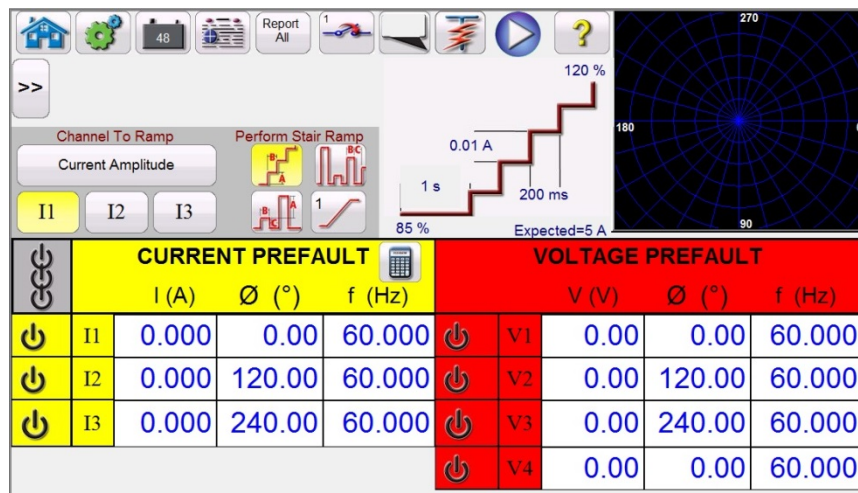 48
Report
All
1
?
270
>>
120 %
180
Channel To Ramp
Perform Stair Ramp
Current Amplitude
B
A
B C
0.01 A
1 s
200 ms
I1
I2
I3
B
C
A
1
85 %
Expected=5 A
90
CURRENT PREFAULT
VOLTAGE PREFAULT
I (A) Ø (°) f (Hz)
V (V) Ø (°) f (Hz)
I1 0.000 0.00 60.000
V1 0.00 0.00 60.000
I2 0.000 120.00 60.000
V2 0.00 120.00 60.000
I3 0.000 240.00 60.000
V3 0.00 240.00 60.000
V4 0.00 0.00 60.000